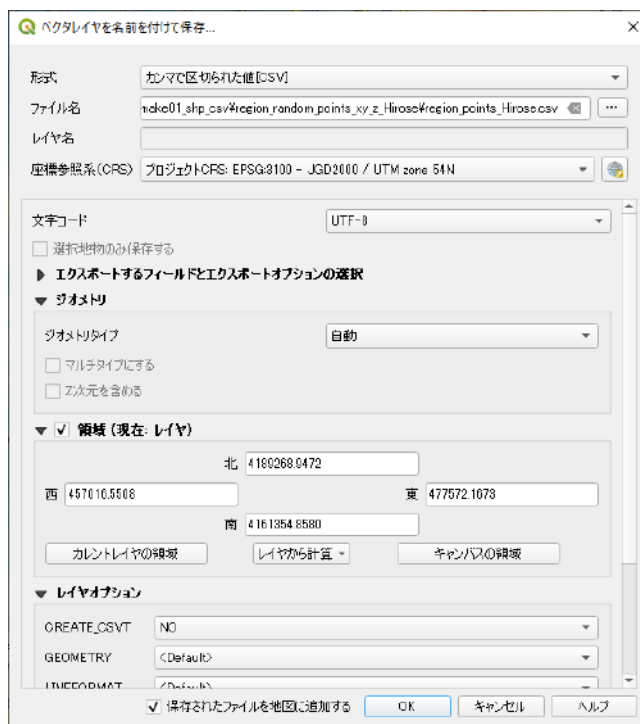 ベクタレイヤを名前を付けて保存...
形式 カンマで区切られた値[CSV]
ファイル名 make01_shp_csv¥region_random_points_xy_z_Hirose¥region_points_Hirose.csv ...
レイヤ名
座標参照系(CRS) プロジェクトCRS: EPSG:3100 - JGD2000 / UTM zone 54N
文字コード UTF-8
選択地物のみ保存する
エクスポートするフィールドとエクスポートオプションの選択
ジオメトリ
ジオメトリタイプ 自動
マルチタイプにする
Z次元を含める
領域 (現在: レイヤ)
北 4189268.9472
西 457016.5508 東 477572.1673
南 4161354.8580
カレントレイヤの領域 レイヤから計算 キャンバスの領域
レイヤオプション
CREATE_CSVT NO
GEOMETRY <Default>
LINEFORMAT <Default>
保存されたファイルを地図に追加する OK キャンセル ヘルプ